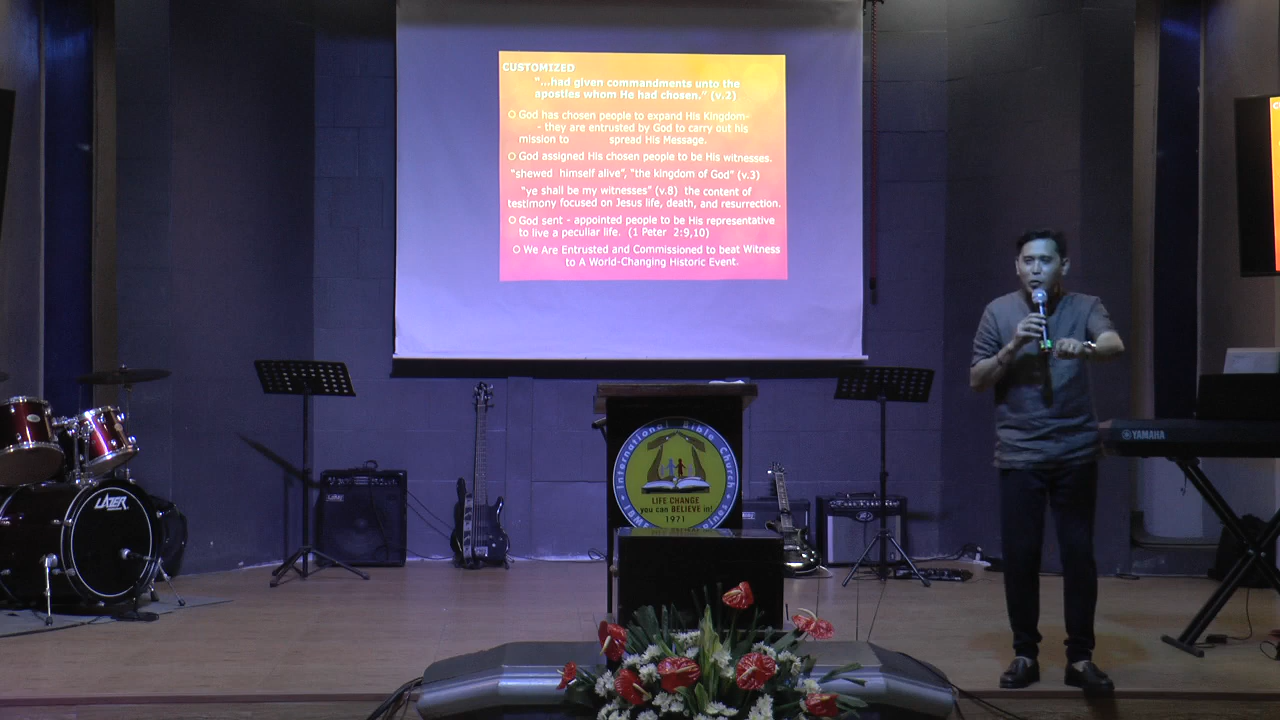 CUSTOMIZED
"...had given commandments unto the
apostles whom He had chosen." (v.2)
God has chosen people to expand His Kingdom-
- they are entrusted by God to carry out his
mission to spread His Message.
God assigned His chosen people to be His witnesses.
"shewed himself alive", "the kingdom of God" (v.3)
"ye shall be my witnesses" (v.8) the content of
testimony focused on Jesus life, death, and resurrection.
God sent - appointed people to be His representative
to live a peculiar life. (1 Peter 2:9,10)
We Are Entrusted and Commissioned to beat Witness
to A World-Changing Historic Event.
International Bible Church
LIFE CHANGE
you can BELIEVE in!
1971
LAZER
YAMAHA